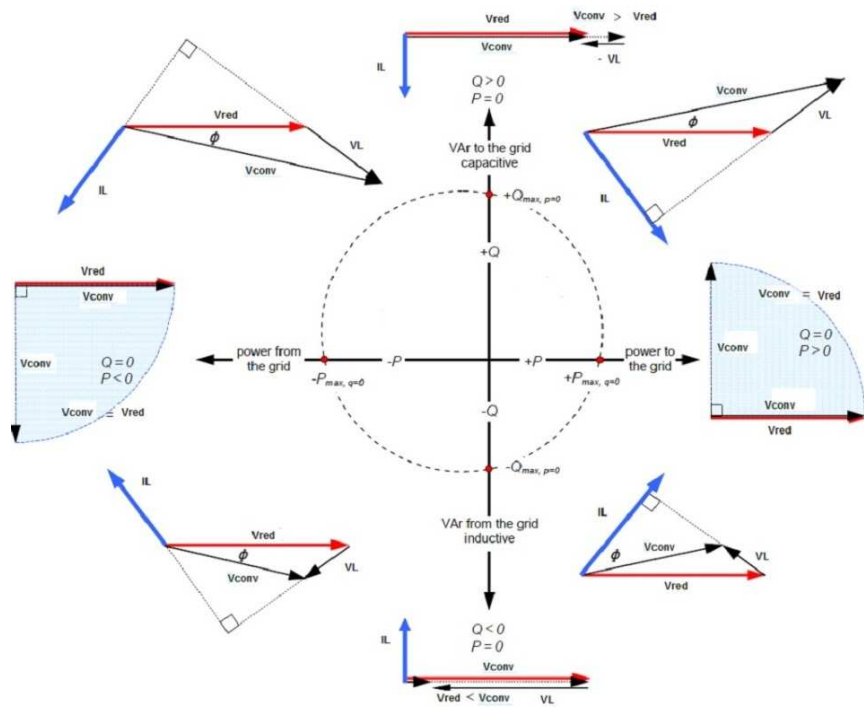 Vred
Vconv > Vred
Vconv
- VL
IL
Q > 0
P = 0
VAr to the grid
capacitive
Vred
ϕ
Vconv
VL
IL
Vconv
ϕ
Vred
VL
IL
+Qmax, p=0
+Q
Vred
Vconv
Vconv
Q = 0
P < 0
Vconv = Vred
power from
the grid
-P
+P
power to
the grid
-Pmax, q=0
+Pmax, q=0
Vconv = Vred
Q = 0
P > 0
Vconv
Vconv
Vred
-Q
-Qmax, p=0
VAr from the grid
inductive
IL
Vred
ϕ
Vconv
VL
IL
ϕ
Vconv
VL
Vred
Q < 0
P = 0
IL
Vconv
Vred < Vconv
VL